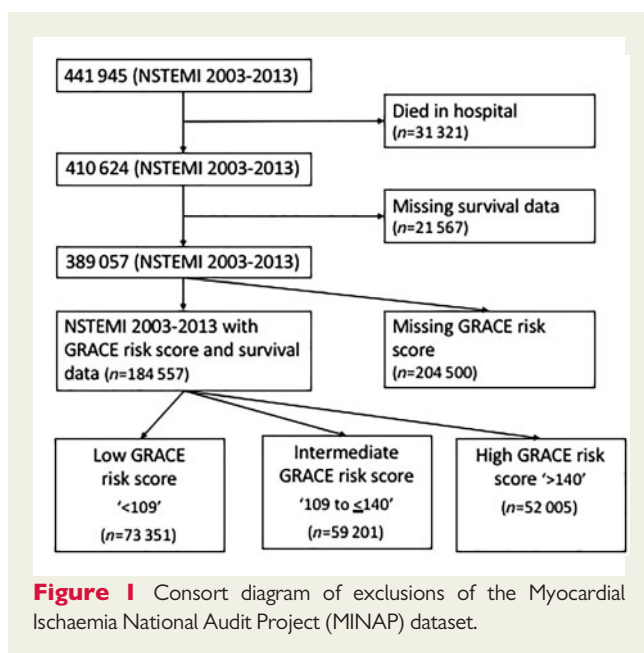 441 945 (NSTEMI 2003-2013)
Died in hospital
(n=31 321)
410 624 (NSTEMI 2003-2013)
Missing survival data
(n=21 567)
389 057 (NSTEMI 2003-2013)
NSTEMI 2003-2013 with
GRACE risk score and survival
data (n=184 557)
Missing GRACE risk
score
(n=204 500)
Low GRACE
risk score
'<109'
(n=73 351)
Intermediate
GRACE risk score
'109 to ≤140'
(n=59 201)
High GRACE risk
score '>140'
(n=52 005)
Figure 1 Consort diagram of exclusions of the Myocardial
Ischaemia National Audit Project (MINAP) dataset.